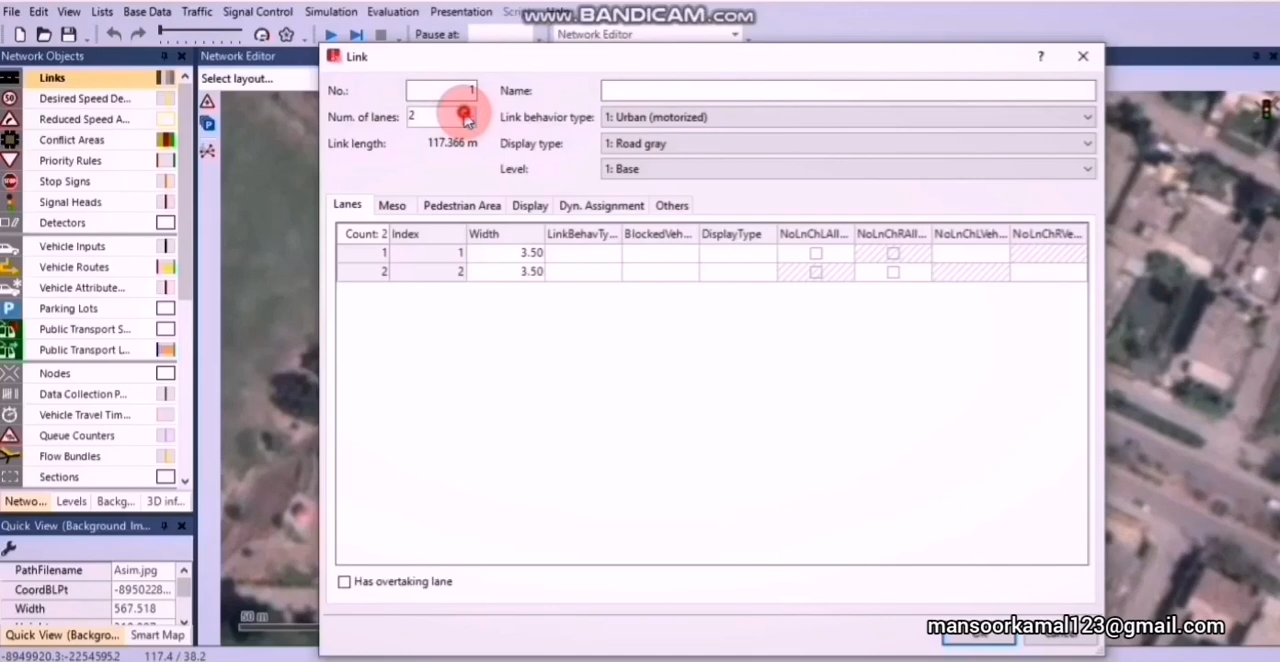 File Edit View Lists Base Data Traffic Signal Control Simulation Evaluation Presentation
www.BANDICAM.com
Pause at: Network Editor
Network Objects
Network Editor
Select layout...
Links
Desired Speed De...
Reduced Speed A...
Conflict Areas
Priority Rules
Stop Signs
Signal Heads
Detectors
Vehicle Inputs
Vehicle Routes
Vehicle Attribute...
Parking Lots
Public Transport S...
Public Transport L...
Nodes
Data Collection P...
Vehicle Travel Tim...
Queue Counters
Flow Bundles
Sections
Netwo... Levels Backg... 3D inf...
Quick View (Background Im...
PathFilename Asim.jpg
CoordBLPt -8950228...
Width 567.518
Quick View (Backgro... Smart Map
-8949920.3:-2254595.2 117.4 / 38.2
50 m
Link
?
No.: 1 Name:
Num. of lanes: 2 Link behavior type: 1: Urban (motorized)
Link length: 117.366 m Display type: 1: Road gray
Level: 1: Base
Lanes Meso Pedestrian Area Display Dyn. Assignment Others
Count: 2 Index Width LinkBehavTy... BlockedVeh... DisplayType NoLnChLAll... NoLnChRAll... NoLnChLVeh... NoLnChRVe...
1 1 3.50
2 2 3.50
Has overtaking lane
mansoorkamal123@gmail.com